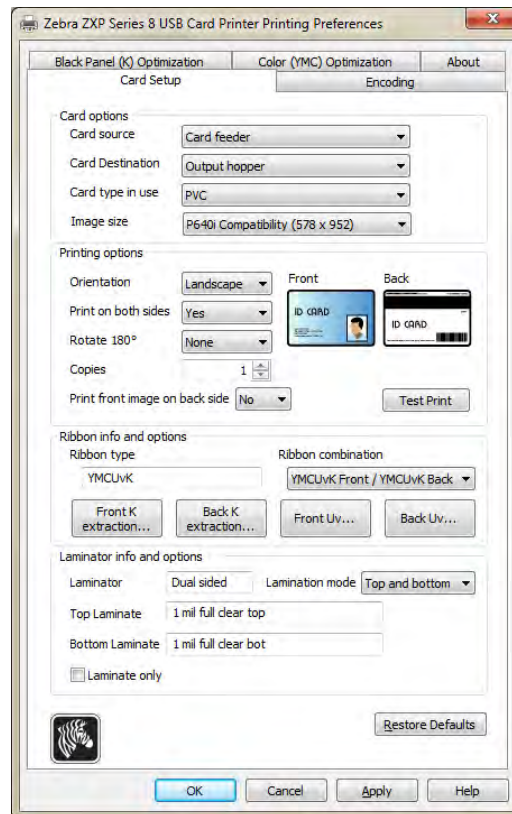 Zebra ZXP Series 8 USB Card Printer Printing Preferences
Black Panel (K) Optimization Color (YMC) Optimization About
Card Setup Encoding
Card options
Card source Card feeder
Card Destination Output hopper
Card type in use PVC
Image size P640i Compatibility (578 x 952)
Printing options
Orientation Landscape Front Back
Print on both sides Yes
ID CARD ID CARD
Rotate 180° None
Copies 1
Print front image on back side No Test Print
Ribbon info and options
Ribbon type Ribbon combination
YMCUvK YMCUvK Front / YMCUvK Back
Front K extraction... Back K extraction... Front Uv... Back Uv...
Laminator info and options
Laminator Dual sided Lamination mode Top and bottom
Top Laminate 1 mil full clear top
Bottom Laminate 1 mil full clear bot
Laminate only
Restore Defaults
OK Cancel Apply Help